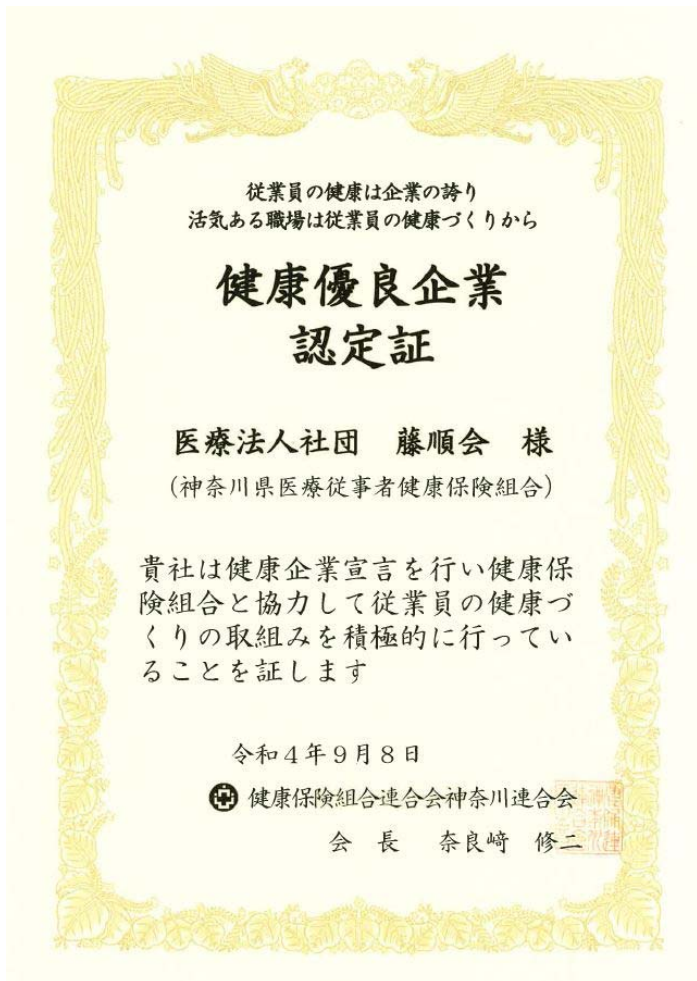 従業員の健康は企業の誇り
活気ある職場は従業員の健康づくりから
健康優良企業
認定証
医療法人社団　藤順会　様
（神奈川県医療従事者健康保険組合）
貴社は健康企業宣言を行い健康保
険組合と協力して従業員の健康づ
くりの取組みを積極的に行ってい
ることを証します
令和４年９月８日
健康保険組合連合会神奈川連合会
会　長　　奈良﨑　修二